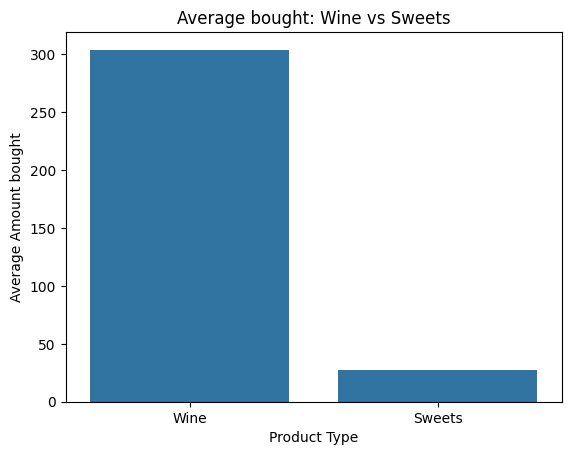 Average bought: Wine vs Sweets
300
250
200
150
100
50
0
Average Amount bought
Wine
Sweets
Product Type